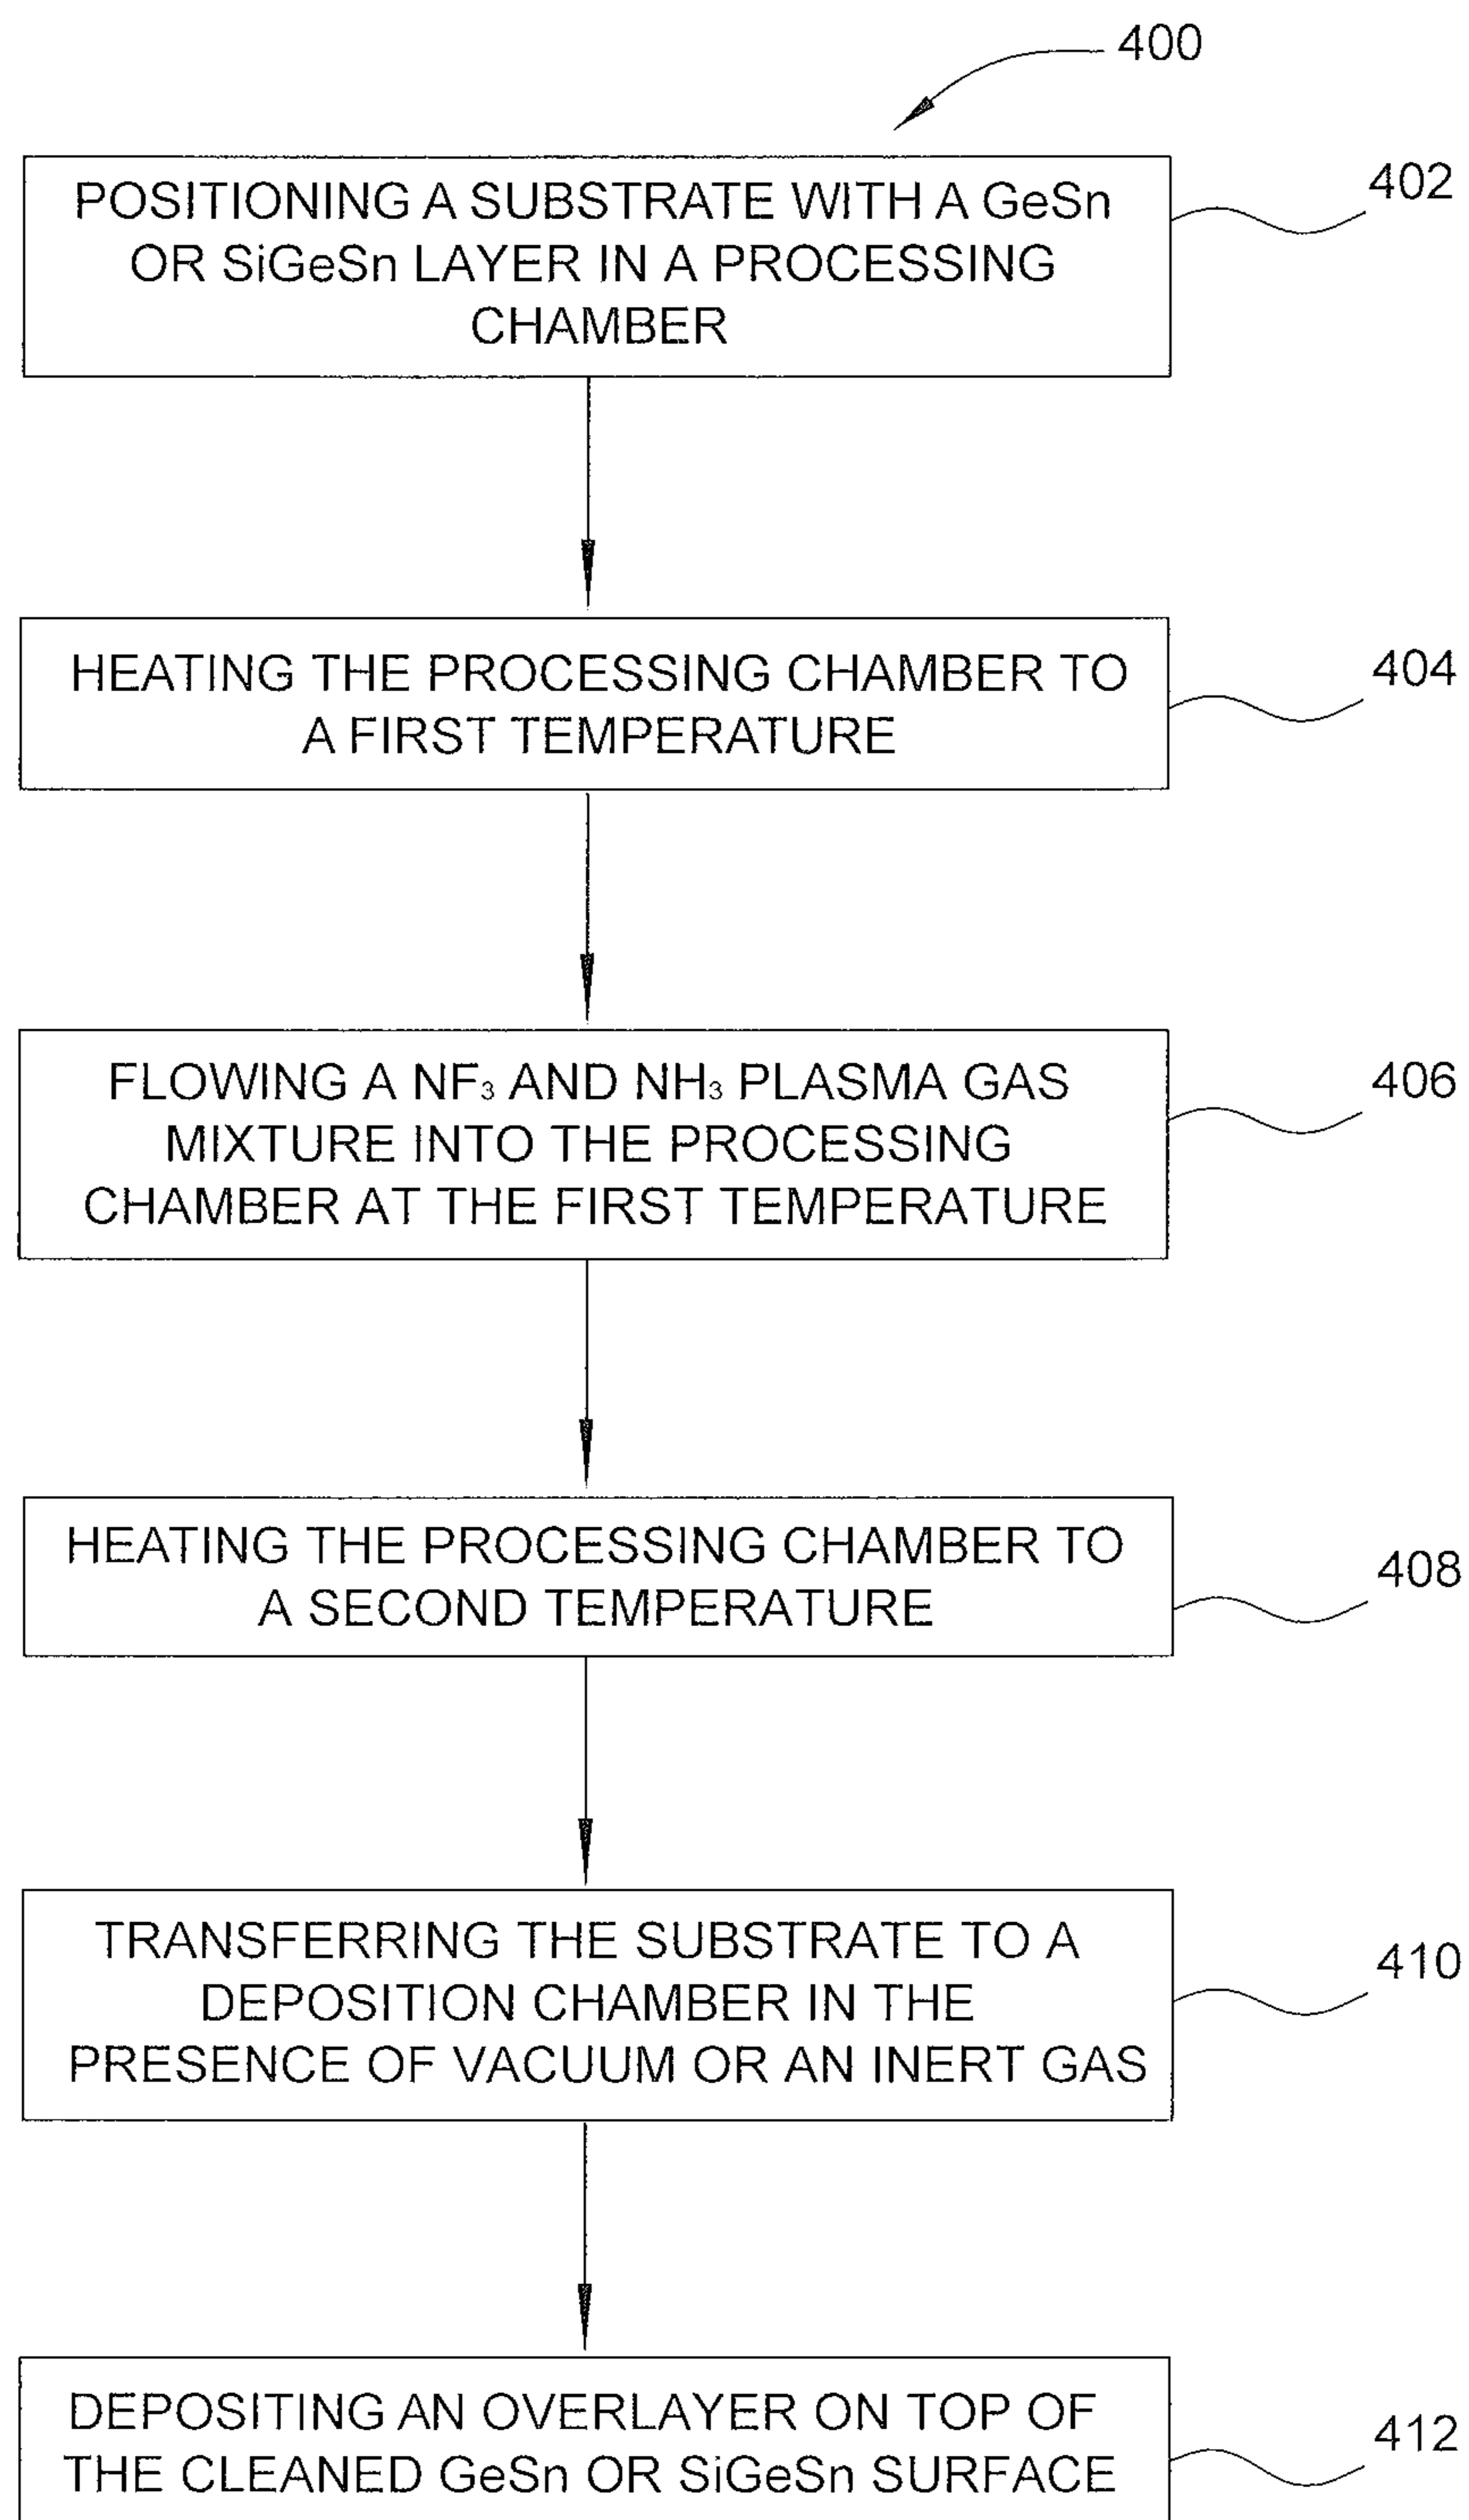 400
POSITIONING A SUBSTRATE WITH A GeSn
OR SiGeSn LAYER IN A PROCESSING
CHAMBER
402
HEATING THE PROCESSING CHAMBER TO
A FIRST TEMPERATURE
404
FLOWING A NF₃ AND NH₃ PLASMA GAS
MIXTURE INTO THE PROCESSING
CHAMBER AT THE FIRST TEMPERATURE
406
HEATING THE PROCESSING CHAMBER TO
A SECOND TEMPERATURE
408
TRANSFERRING THE SUBSTRATE TO A
DEPOSITION CHAMBER IN THE
PRESENCE OF VACUUM OR AN INERT GAS
410
DEPOSITING AN OVERLAYER ON TOP OF
THE CLEANED GeSn OR SiGeSn SURFACE
412